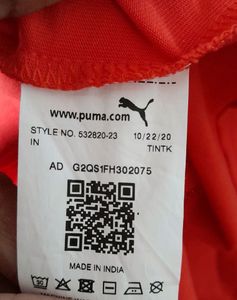 www.puma.com
STYLE NO. 532820-23 10/22/20
IN TINTK
AD G2QS1FH302075
MADE IN INDIA